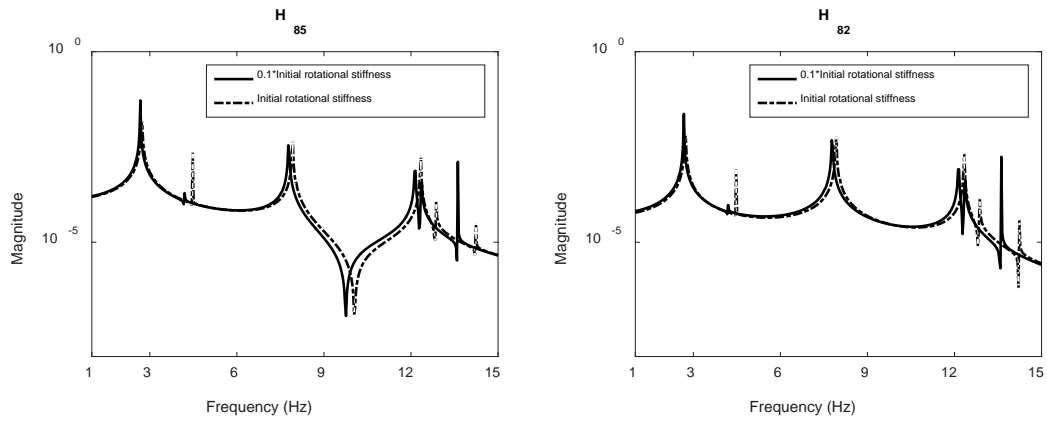 H
85
10 0
10 -5
Magnitude
0.1*Initial rotational stiffness
Initial rotational stiffness
1 3 6 9 12 15
Frequency (Hz)
H
82
10 0
10 -5
Magnitude
0.1*Initial rotational stiffness
Initial rotational stiffness
1 3 6 9 12 15
Frequency (Hz)